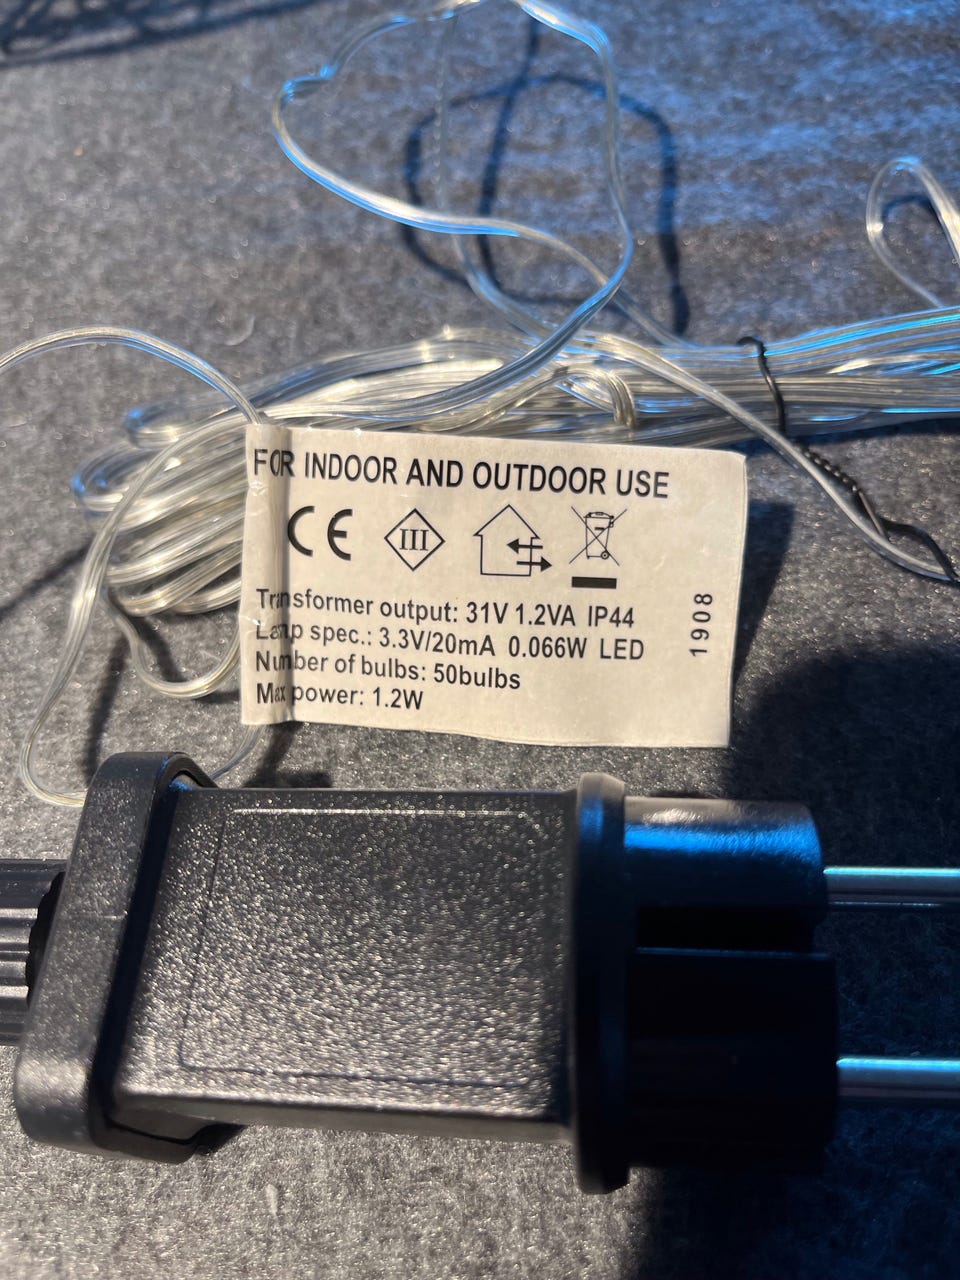 FOR INDOOR AND OUTDOOR USE
CE III
Transformer output: 31V 1.2VA IP44
Lamp spec.: 3.3V/20mA 0.066W LED
Number of bulbs: 50bulbs
Max power: 1.2W
1908